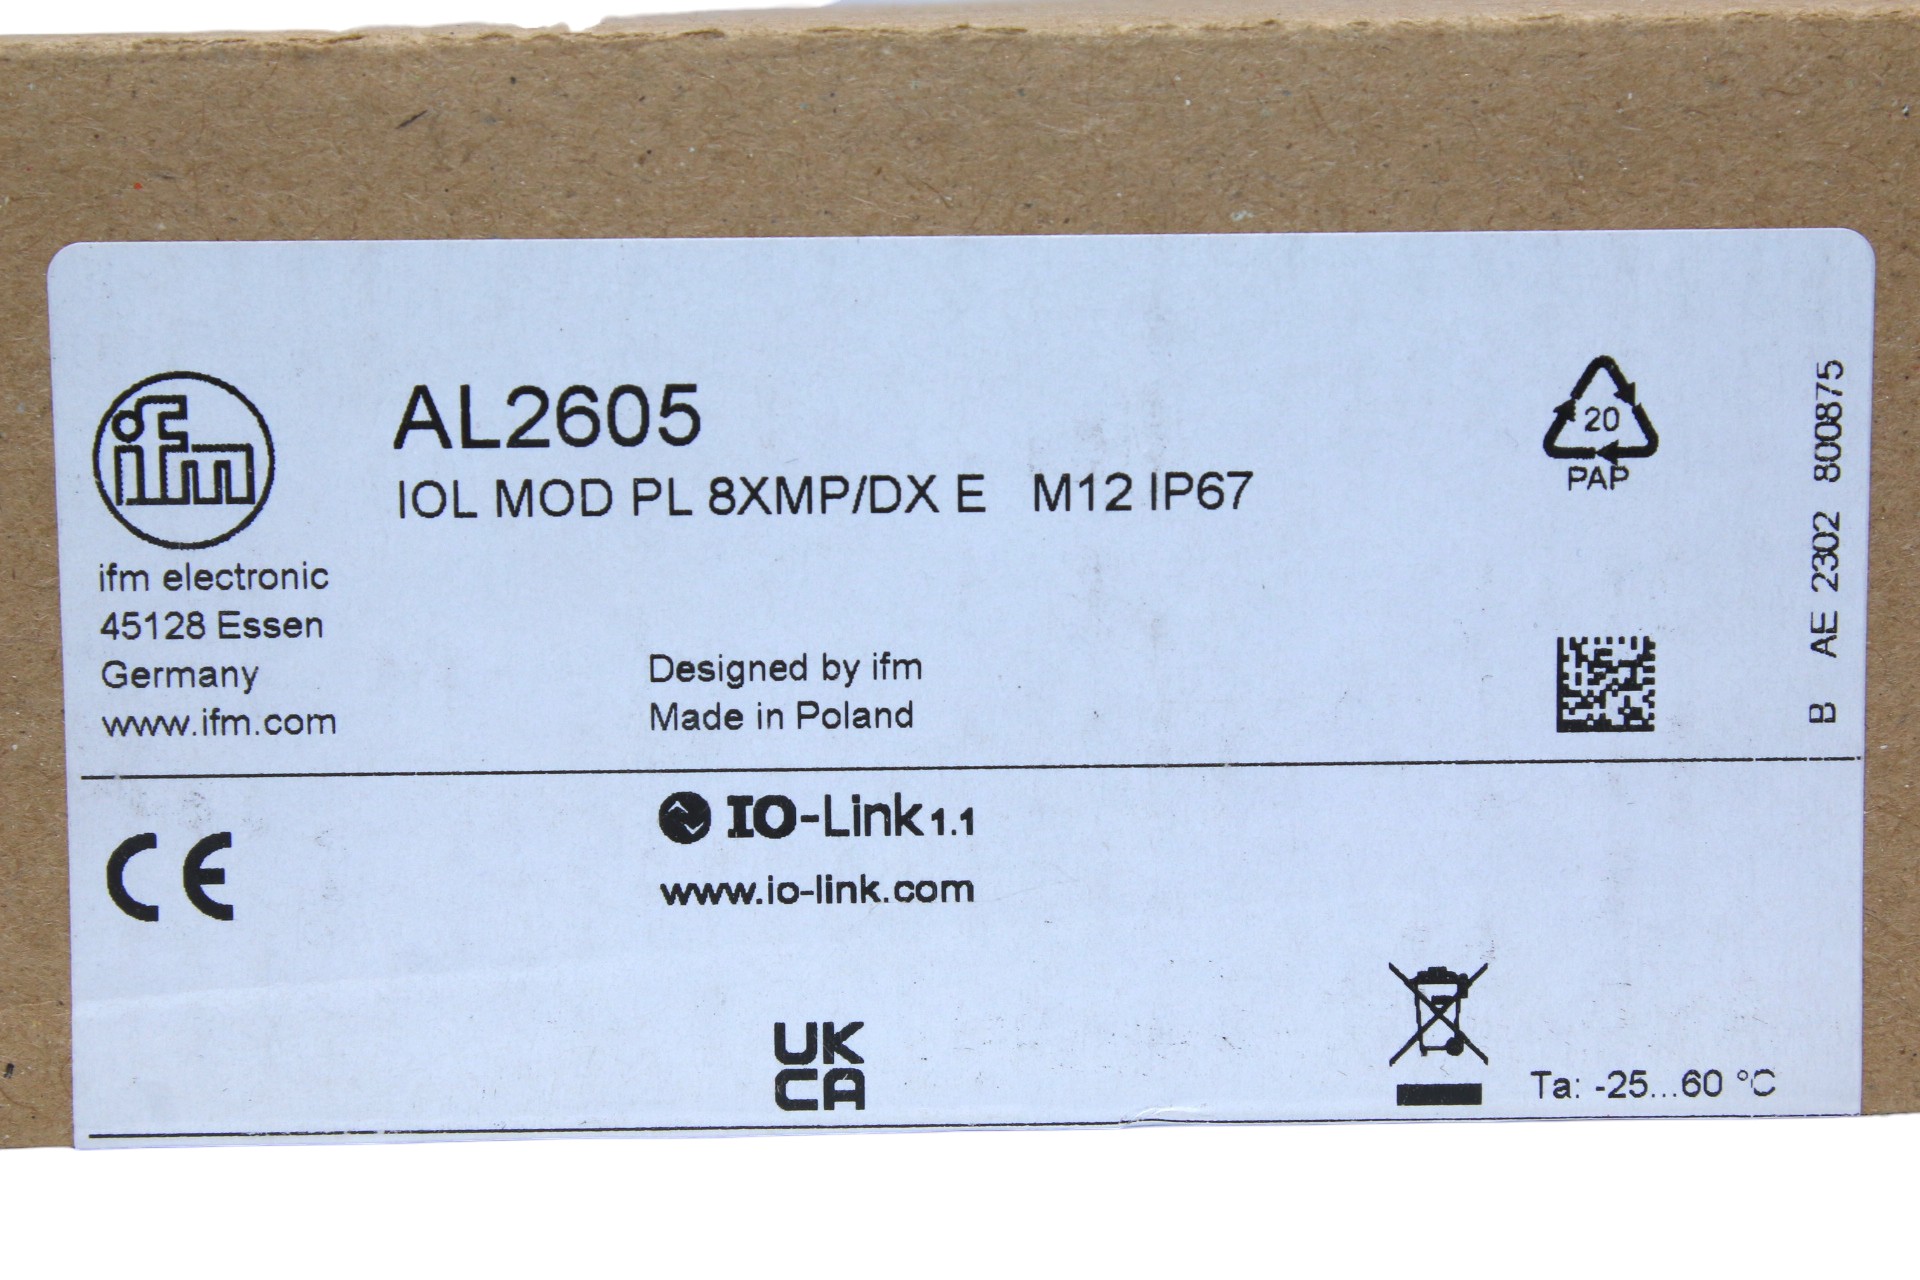 ifm
AL2605
IOL MOD PL 8XMP/DX E M12 IP67
ifm electronic
45128 Essen
Germany
www.ifm.com
Designed by ifm
Made in Poland
20
PAP
B AE 2302 800875
CE
IO-Link 1.1
www.io-link.com
UK
CA
Ta: -25...60 °C